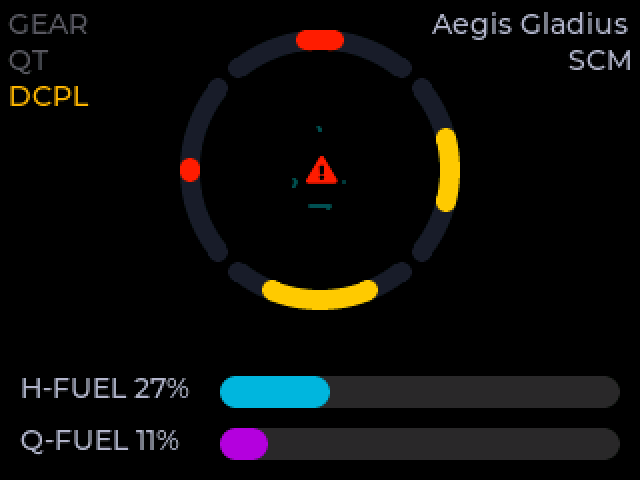 GEAR
QT
DCPL
Aegis Gladius
SCM
H-FUEL 27%
Q-FUEL 11%